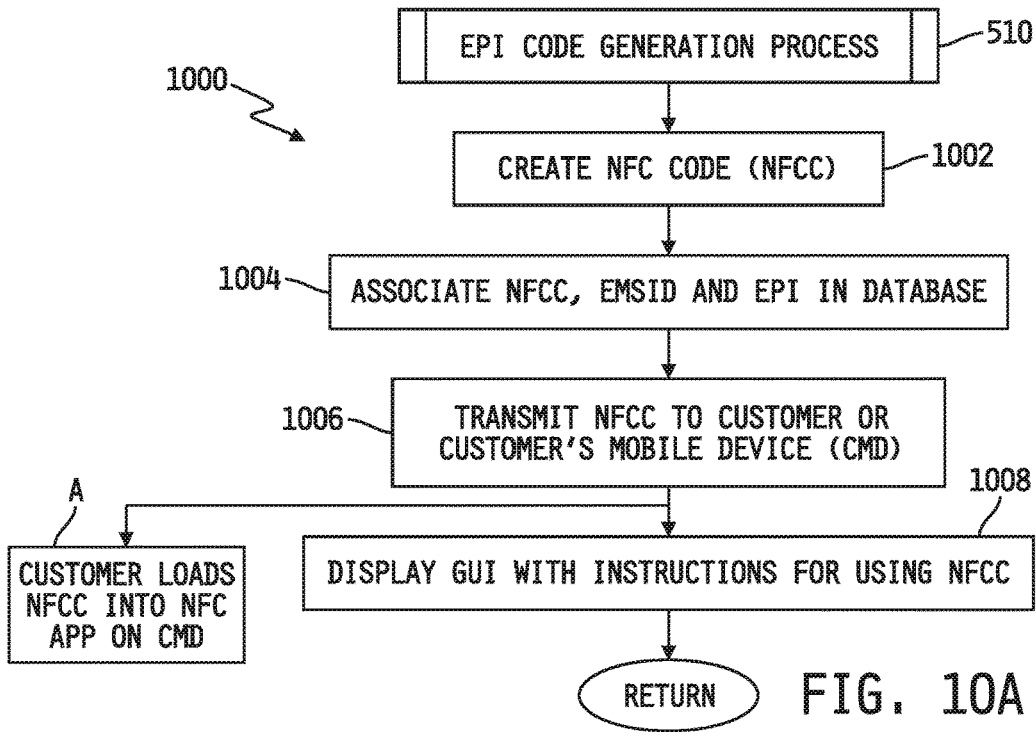 EPI CODE GENERATION PROCESS
510
1000
CREATE NFC CODE (NFCC)
1002
1004
ASSOCIATE NFCC, EMSID AND EPI IN DATABASE
1006
TRANSMIT NFCC TO CUSTOMER OR
CUSTOMER'S MOBILE DEVICE (CMD)
A
1008
CUSTOMER LOADS
NFCC INTO NFC
APP ON CMD
DISPLAY GUI WITH INSTRUCTIONS FOR USING NFCC
RETURN
FIG. 10A